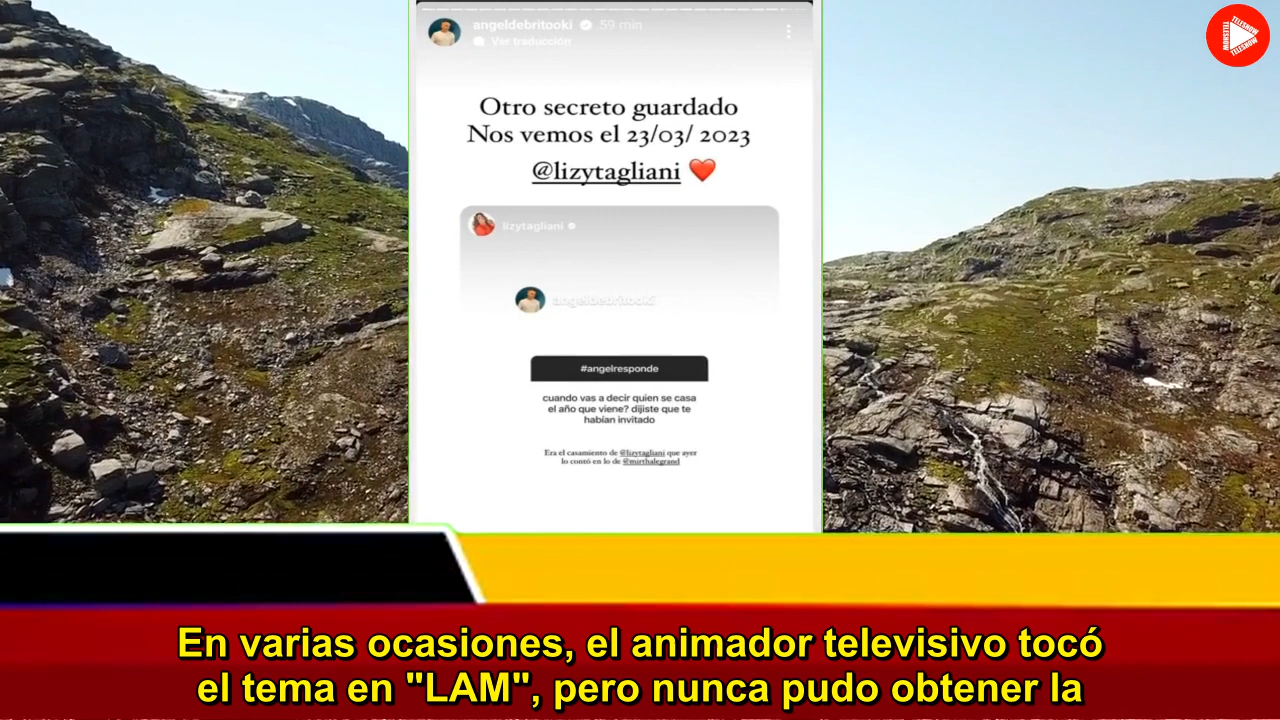 angeldebritooki 59 min
Ver traducción
TELESHOW
TELESHOW
TELESHOW
Otro secreto guardado
Nos vemos el 23/03/ 2023
@lizytagliani ❤️
lizytagliani
angeldebritooki
#angelresponde
cuando vas a decir quien se casa
el año que viene? dijiste que te
habían invitado
Era el casamiento de @lizytagliani que ayer
lo contó en lo de @mirthalegrand
En varias ocasiones, el animador televisivo tocó
el tema en "LAM", pero nunca pudo obtener la